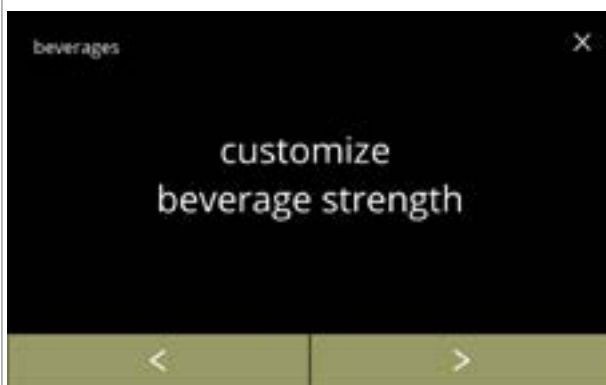 beverages ×
customize
beverage strength
< >